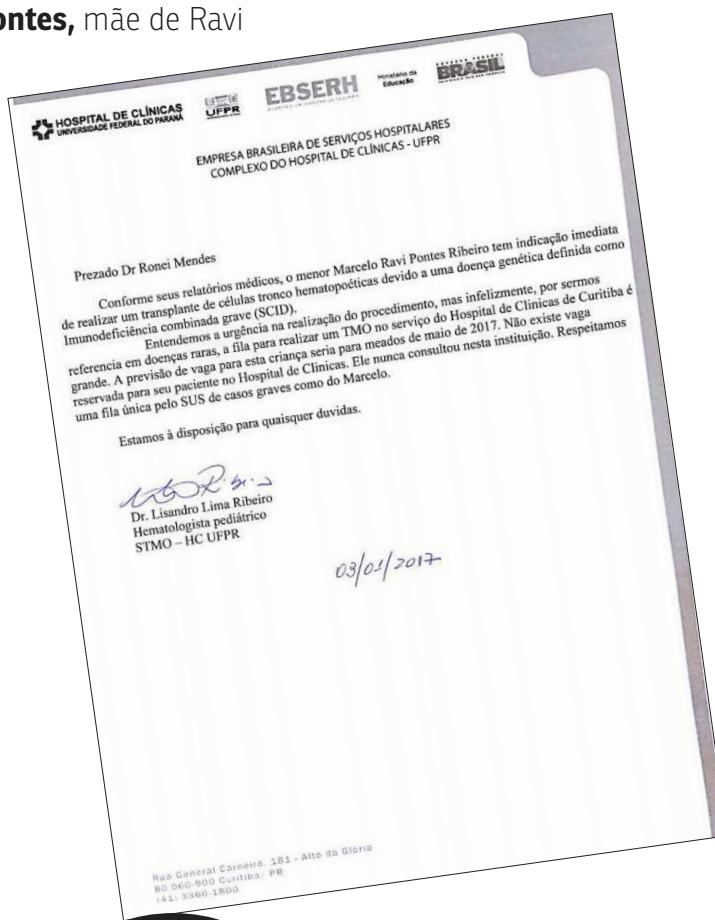 ontes, mãe de Ravi
HOSPITAL DE CLÍNICAS
UNIVERSIDADE FEDERAL DO PARANÁ
UFPR
EBSERH
Ministério da
Educação
BRASIL
EMPRESA BRASILEIRA DE SERVIÇOS HOSPITALARES
COMPLEXO DO HOSPITAL DE CLÍNICAS - UFPR
Prezado Dr Ronei Mendes
Conforme seus relatórios médicos, o menor Marcelo Ravi Pontes Ribeiro tem indicação imediata
de realizar um transplante de células tronco hematopoéticas devido a uma doença genética definida como
Imunodeficiência combinada grave (SCID).
Entendemos a urgência na realização do procedimento, mas infelizmente, por sermos
referencia em doenças raras, a fila para realizar um TMO no serviço do Hospital de Clinicas de Curitiba é
grande. A previsão de vaga para esta criança seria para meados de maio de 2017. Não existe vaga
reservada para seu paciente no Hospital de Clinicas. Ele nunca consultou nesta instituição. Respeitamos
uma fila única pelo SUS de casos graves como do Marcelo.
Estamos à disposição para quaisquer duvidas.
Dr. Lisandro Lima Ribeiro
Hematologista pediátrico
STMO – HC UFPR
03/01/2017
Rua General Carneiro, 181 - Alto da Glória
80 060-900 Curitiba/ PR
(41) 3360-1800